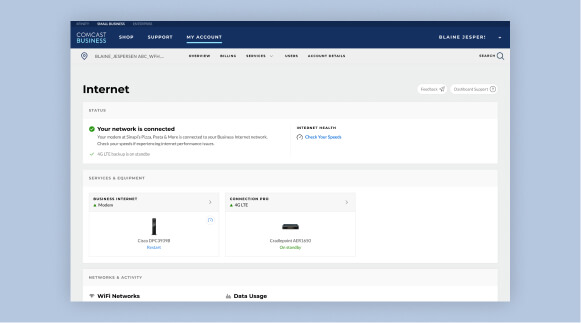 SMALL BUSINESS
COMCAST
BUSINESS
SHOP
SUPPORT
MY ACCOUNT
BLAINE JESPER!
BLAINE_JESPERSEN ABC_WFH...
OVERVIEW
BILLING
SERVICES
USERS
ACCOUNT DETAILS
SEARCH
Internet
Feedback
Dashboard Support
STATUS
Your network is connected
Your modem at Sinapi's Pizza, Pasta & More is connected to your Business Internet network.
Check your speeds if experiencing internet performance issues.
4G LTE backup is on standby
INTERNET HEALTH
Check Your Speeds
SERVICES & EQUIPMENT
BUSINESS INTERNET
Modem
Cisco DPC3939B
Restart
CONNECTION PRO
4G LTE
Cradlepoint AER1650
On standby
NETWORKS & ACTIVITY
WiFi Networks
Data Usage